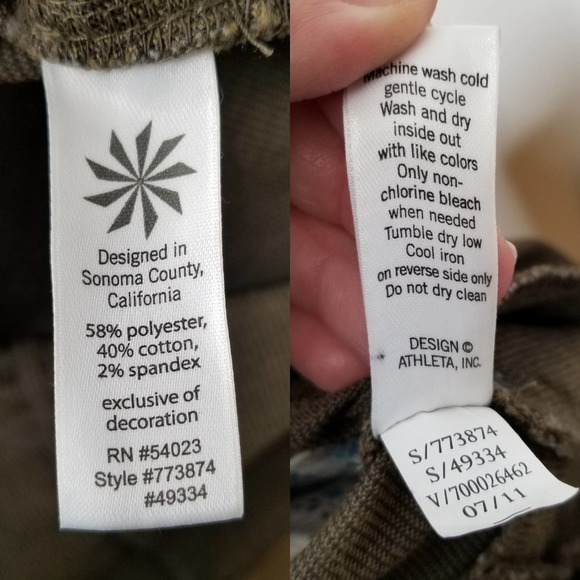 Designed in
Sonoma County,
California
58% polyester,
40% cotton,
2% spandex
exclusive of
decoration
RN #54023
Style #773874
#49334
Machine wash cold
gentle cycle
Wash and dry
inside out
with like colors
Only non-
chlorine bleach
when needed
Tumble dry low
Cool iron
on reverse side only
Do not dry clean
DESIGN ©
ATHLETA, INC.
S/773874
S/49334
V/700026462
07/11